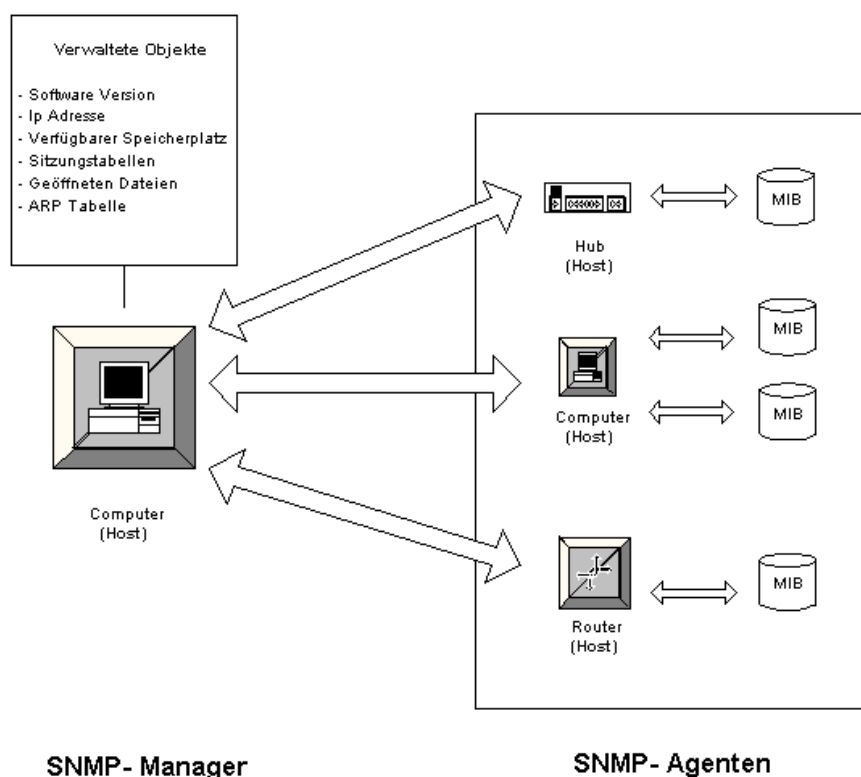 Verwaltete Objekte
- Software Version
- Ip Adresse
- Verfügbarer Speicherplatz
- Sitzungstabellen
- Geöffneten Dateien
- ARP Tabelle
Computer
(Host)
Hub
(Host)
MIB
Computer
(Host)
MIB
MIB
Router
(Host)
MIB
SNMP- Manager
SNMP- Agenten